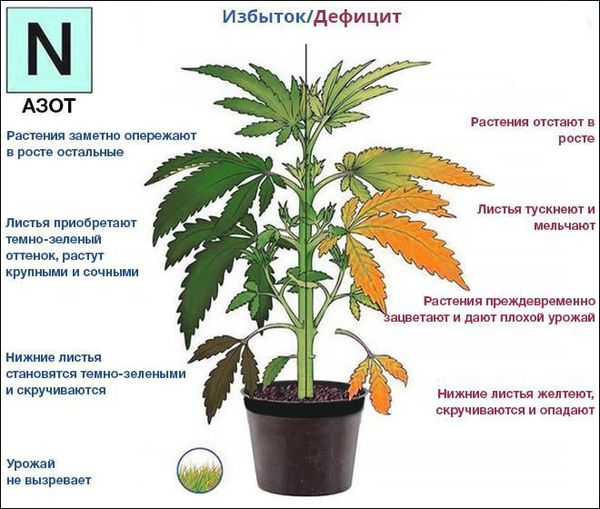 N
АЗОТ
Избыток/Дефицит
Растения заметно опережают
в росте остальные
Листья приобретают
темно-зеленый
оттенок, растут
крупными и сочными
Нижние листья
становятся темно-зелеными
и скручиваются
Урожай
не вызревает
Растения отстают в
росте
Листья тускнеют и
мельчают
Растения преждевременно
зацветают и дают плохой урожай
Нижние листья желтеют,
скручиваются и опадают